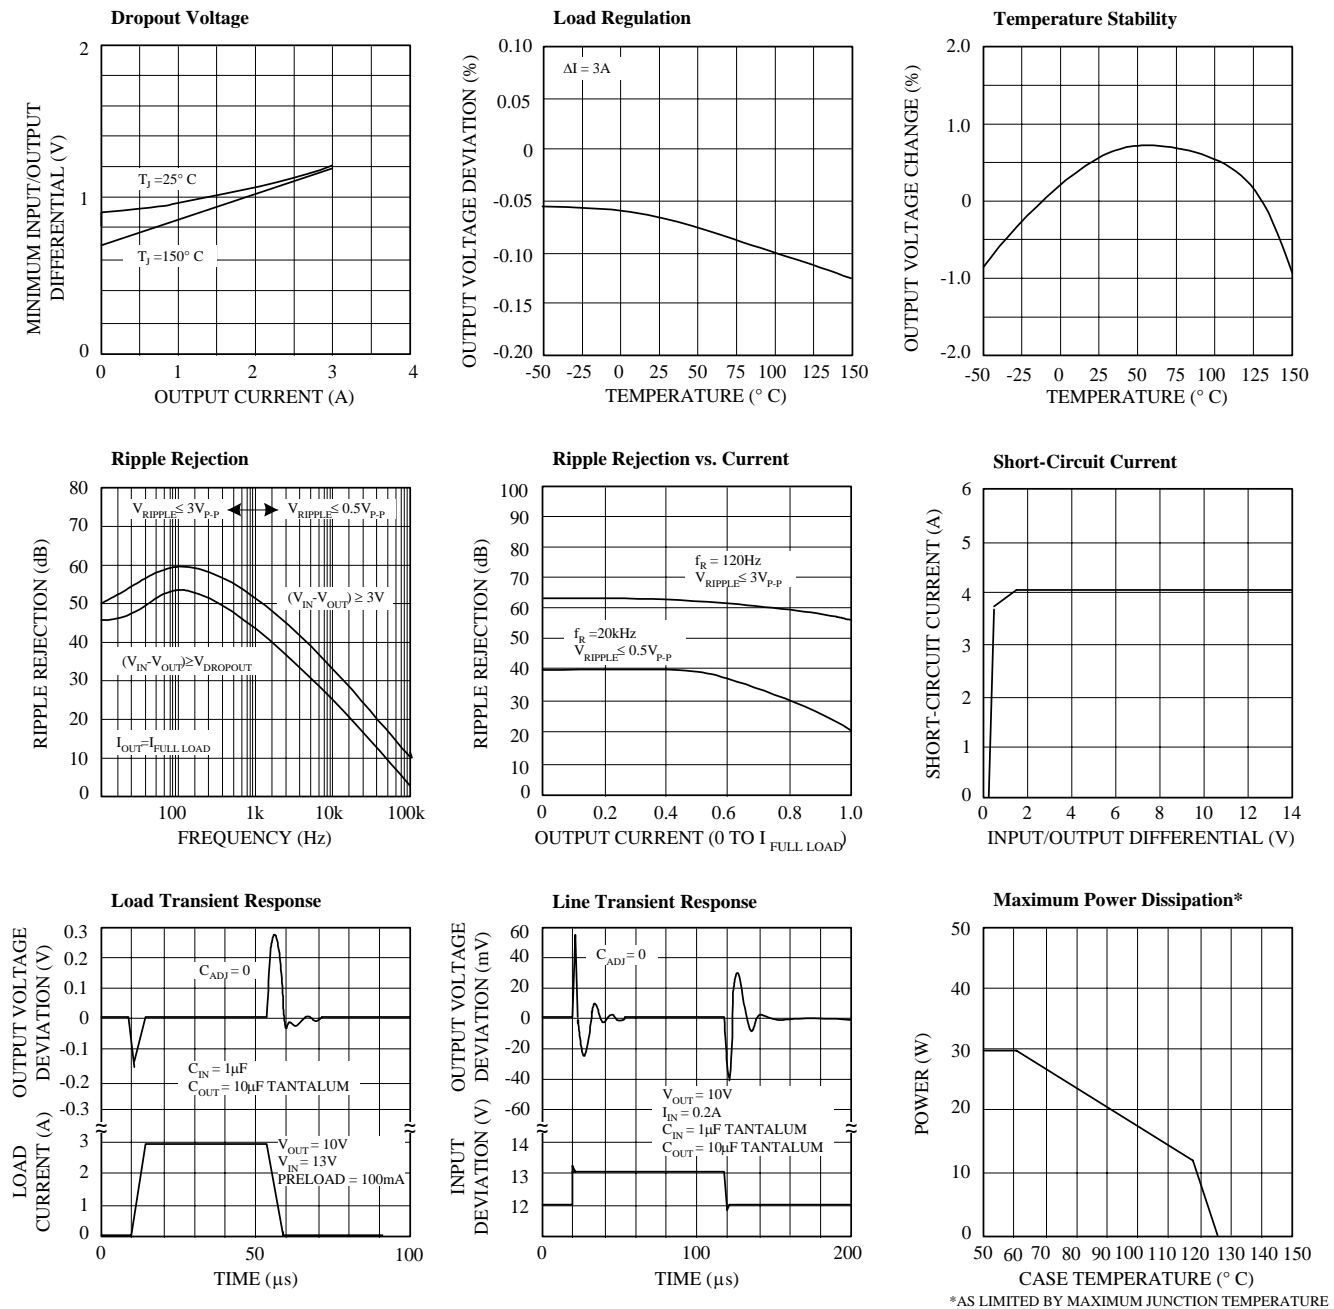 Dropout Voltage
MINIMUM INPUT/OUTPUT
DIFFERENTIAL (V)
2
1
0
T_J =25° C
T_J =150° C
0 1 2 3 4
OUTPUT CURRENT (A)
Load Regulation
OUTPUT VOLTAGE DEVIATION (%)
0.10
0.05
0
-0.05
-0.10
-0.15
-0.20
ΔI = 3A
-50 -25 0 25 50 75 100 125 150
TEMPERATURE (° C)
Temperature Stability
OUTPUT VOLTAGE CHANGE (%)
2.0
1.0
0
-1.0
-2.0
-50 -25 0 25 50 75 100 125 150
TEMPERATURE (° C)
Ripple Rejection
RIPPLE REJECTION (dB)
80
70
60
50
40
30
20
10
0
V_RIPPLE ≤ 3V_P-P
V_RIPPLE ≤ 0.5V_P-P
(V_IN-V_OUT) ≥ 3V
(V_IN-V_OUT)≥V_DROPOUT
I_OUT=I_FULL LOAD
100 1k 10k 100k
FREQUENCY (Hz)
Ripple Rejection vs. Current
RIPPLE REJECTION (dB)
100
90
80
70
60
50
40
30
20
10
0
f_R = 120Hz
V_RIPPLE ≤ 3V_P-P
f_R = 20kHz
V_RIPPLE ≤ 0.5V_P-P
0 0.2 0.4 0.6 0.8 1.0
OUTPUT CURRENT (0 TO I_FULL LOAD)
Short-Circuit Current
SHORT-CIRCUIT CURRENT (A)
6
5
4
3
2
1
0
0 2 4 6 8 10 12 14
INPUT/OUTPUT DIFFERENTIAL (V)
Load Transient Response
OUTPUT VOLTAGE
DEVIATION (V)
0.3
0.2
0.1
0
-0.1
-0.2
-0.3
C_ADJ = 0
C_IN = 1μF
C_OUT = 10μF TANTALUM
LOAD
CURRENT (A)
3
2
1
0
V_OUT = 10V
V_IN = 13V
PRELOAD = 100mA
0 50 100
TIME (μs)
Line Transient Response
OUTPUT VOLTAGE
DEVIATION (mV)
60
40
20
0
-20
-40
-60
C_ADJ = 0
V_OUT = 10V
I_IN = 0.2A
C_IN = 1μF TANTALUM
C_OUT = 10μF TANTALUM
INPUT
DEVIATION (V)
14
13
12
0 100 200
TIME (μs)
Maximum Power Dissipation*
POWER (W)
50
40
30
20
10
0
50 60 70 80 90 100 110 120 130 140 150
CASE TEMPERATURE (° C)
*AS LIMITED BY MAXIMUM JUNCTION TEMPERATURE